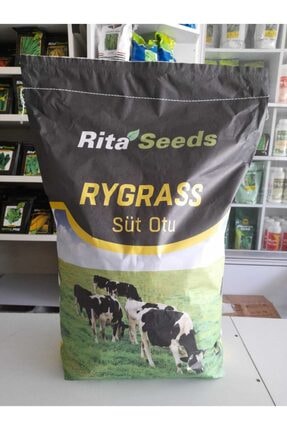 Rita Seeds
RYGRASS
Süt Otu